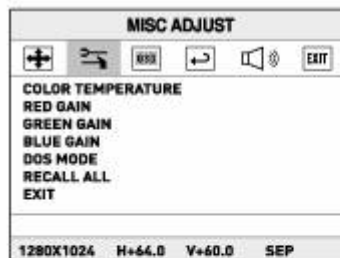 MISC ADJUST
EXIT
COLOR TEMPERATURE
RED GAIN
GREEN GAIN
BLUE GAIN
DOS MODE
RECALL ALL
EXIT
1280X1024 H+64.0 V+60.0 SEP